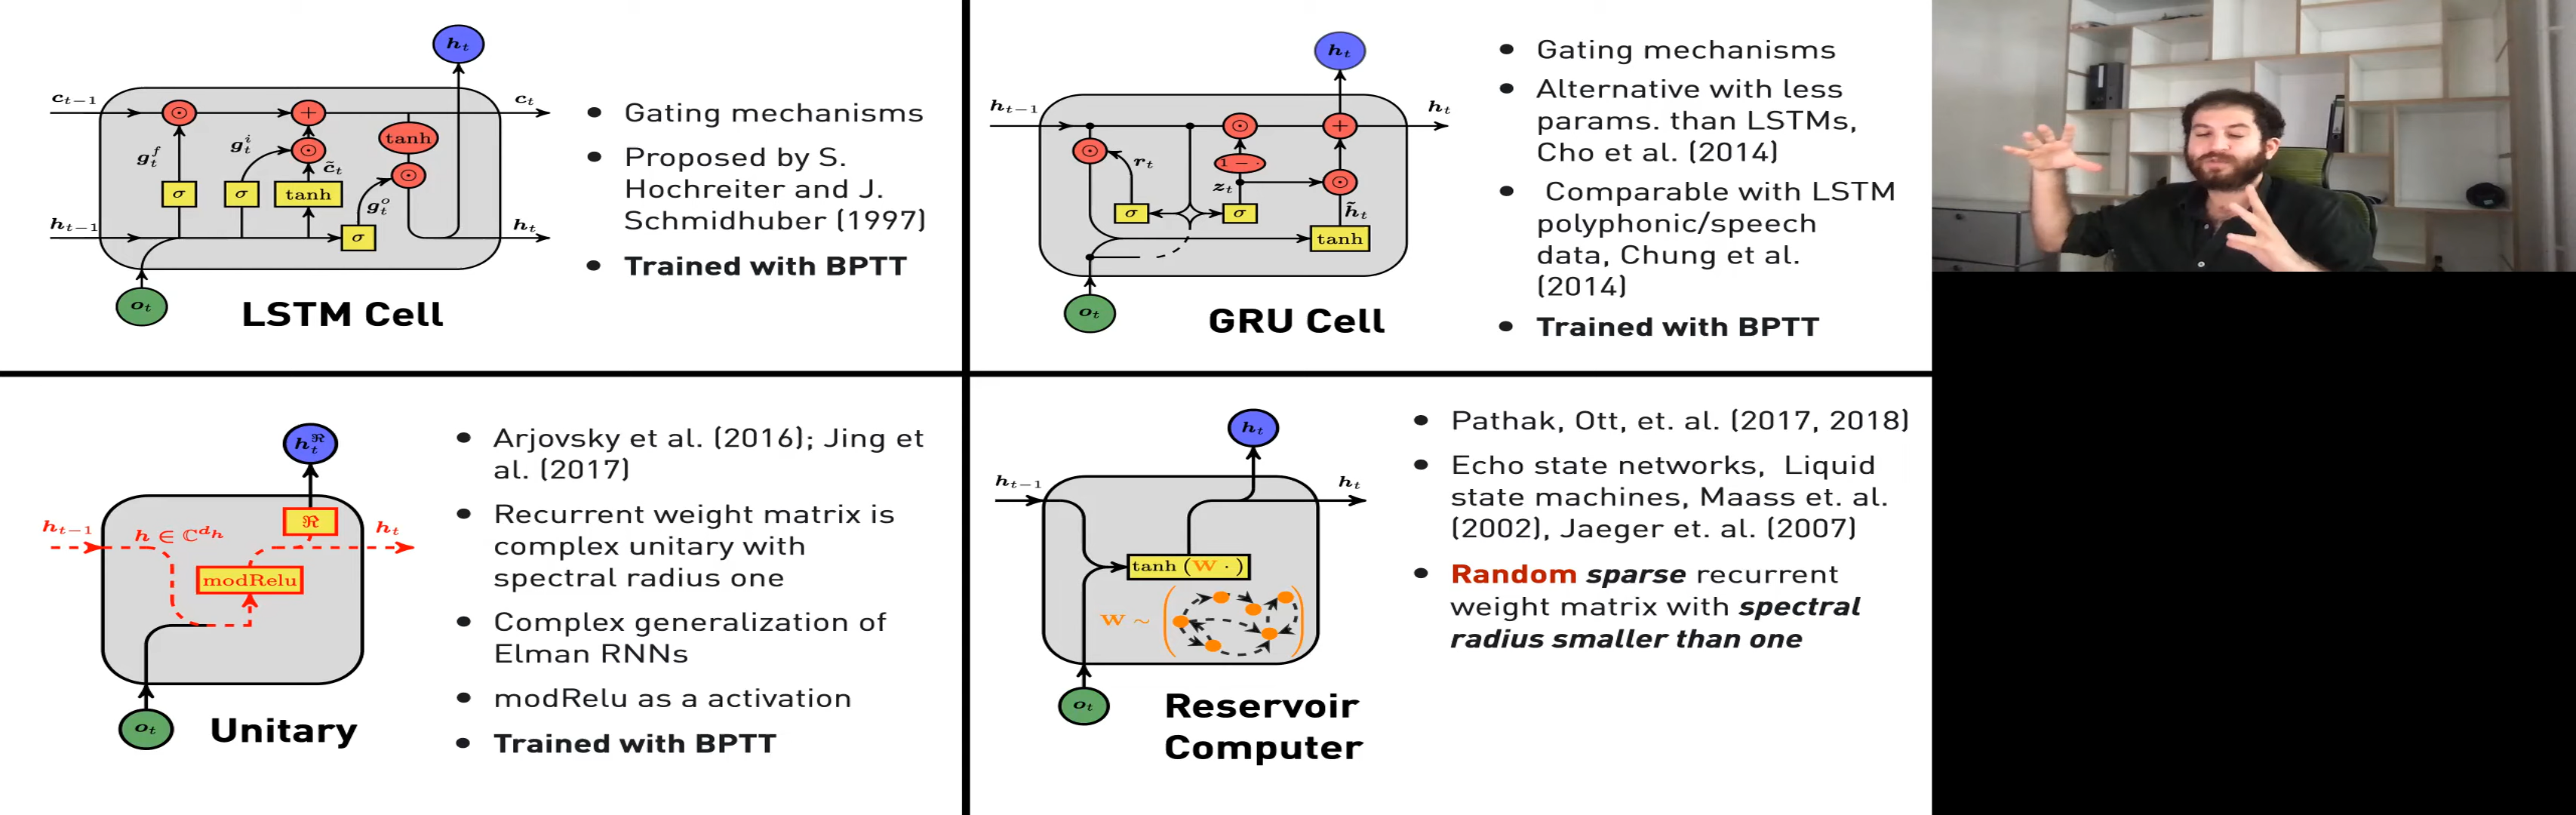 h_t
c_{t-1}
c_t
tanh
g_t^f
g_t^i
c̃_t
σ
σ
tanh
g_t^o
h_{t-1}
h_t
σ
o_t
LSTM Cell
• Gating mechanisms
• Proposed by S.
Hochreiter and J.
Schmidhuber (1997)
• Trained with BPTT
h_t
h_{t-1}
h_t
r_t
1 − ·
z_t
σ
σ
h̃_t
tanh
o_t
GRU Cell
• Gating mechanisms
• Alternative with less
params. than LSTMs,
Cho et al. (2014)
• Comparable with LSTM
polyphonic/speech
data, Chung et al.
(2014)
• Trained with BPTT
h_t^ℜ
ℜ
h_{t-1}
h ∈ ℂ^{d_h}
h_t
modRelu
o_t
Unitary
• Arjovsky et al. (2016); Jing et
al. (2017)
• Recurrent weight matrix is
complex unitary with
spectral radius one
• Complex generalization of
Elman RNNs
• modRelu as a activation
• Trained with BPTT
h_t
h_{t-1}
h_t
tanh (W · )
W ~
o_t
Reservoir
Computer
• Pathak, Ott, et. al. (2017, 2018)
• Echo state networks, Liquid
state machines, Maass et. al.
(2002), Jaeger et. al. (2007)
• Random sparse recurrent
weight matrix with spectral
radius smaller than one